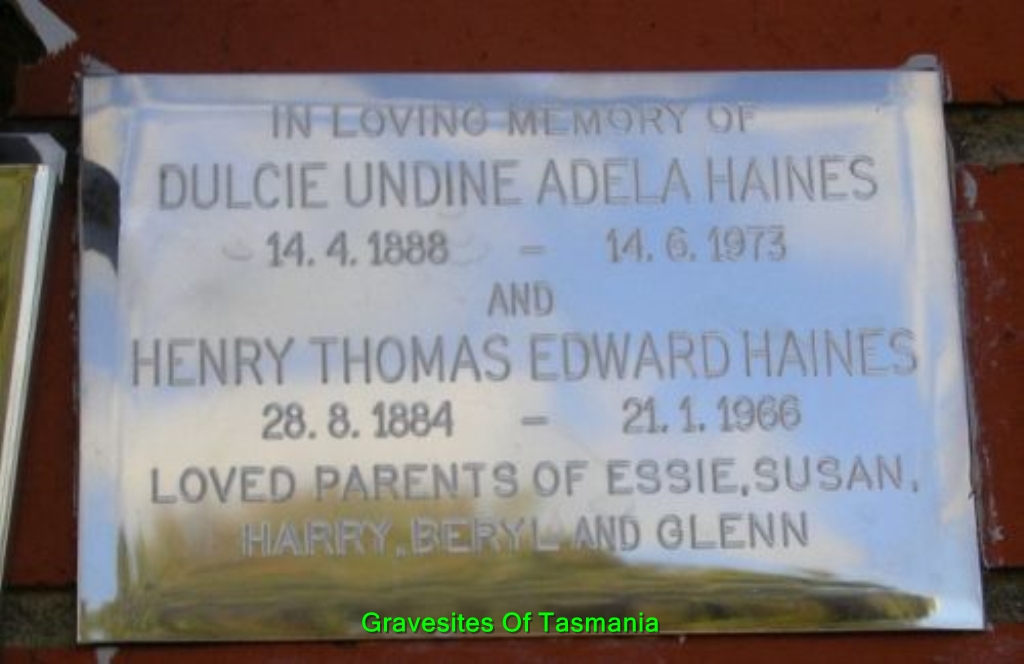 IN LOVING MEMORY OF
DULCIE UNDINE ADELA HAINES
14. 4. 1888 – 14. 6. 1973
AND
HENRY THOMAS EDWARD HAINES
28. 8. 1884 – 21. 1. 1966
LOVED PARENTS OF ESSIE, SUSAN,
HARRY, BERYL AND GLENN
Gravesites Of Tasmania